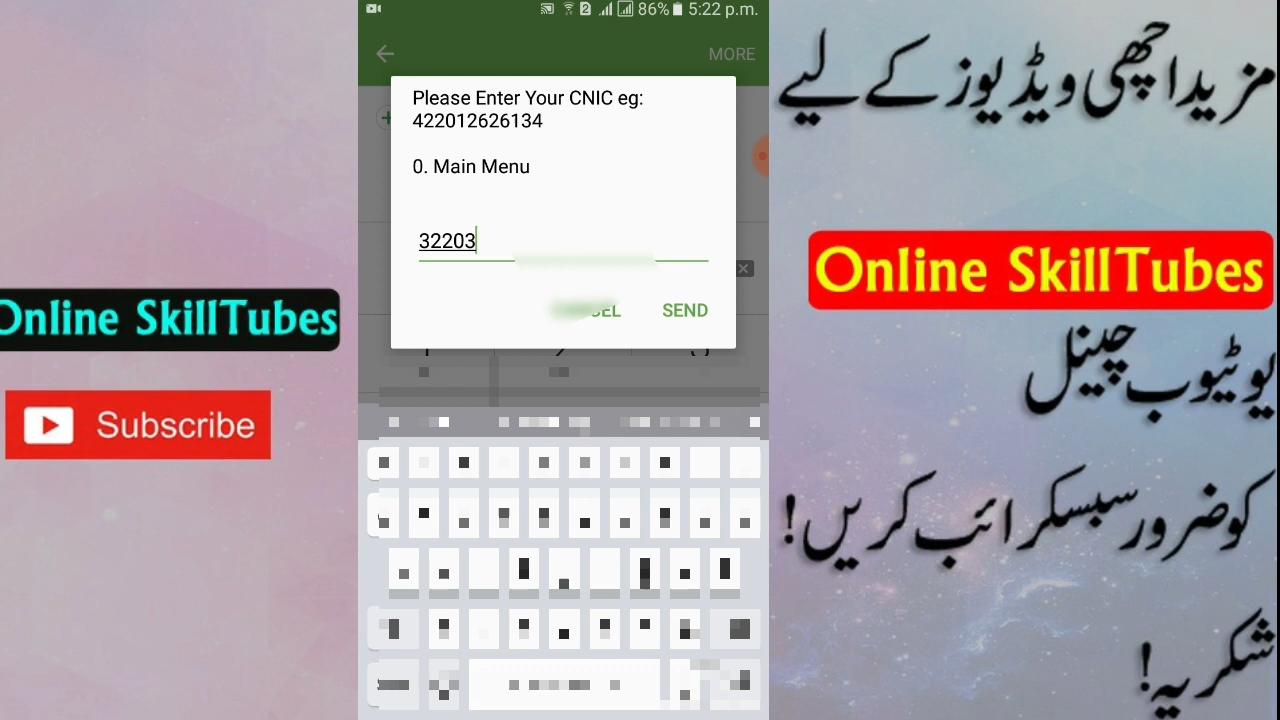 86% 5:22 p.m.
MORE
Please Enter Your CNIC eg:
422012626134
0. Main Menu
32203
SEND
Online SkillTubes
Subscribe
مزید اچھی ویڈیوز کے لیے
Online SkillTubes
یوٹیوب چینل
کو ضرور سبسکرائب کریں!
شکریہ!